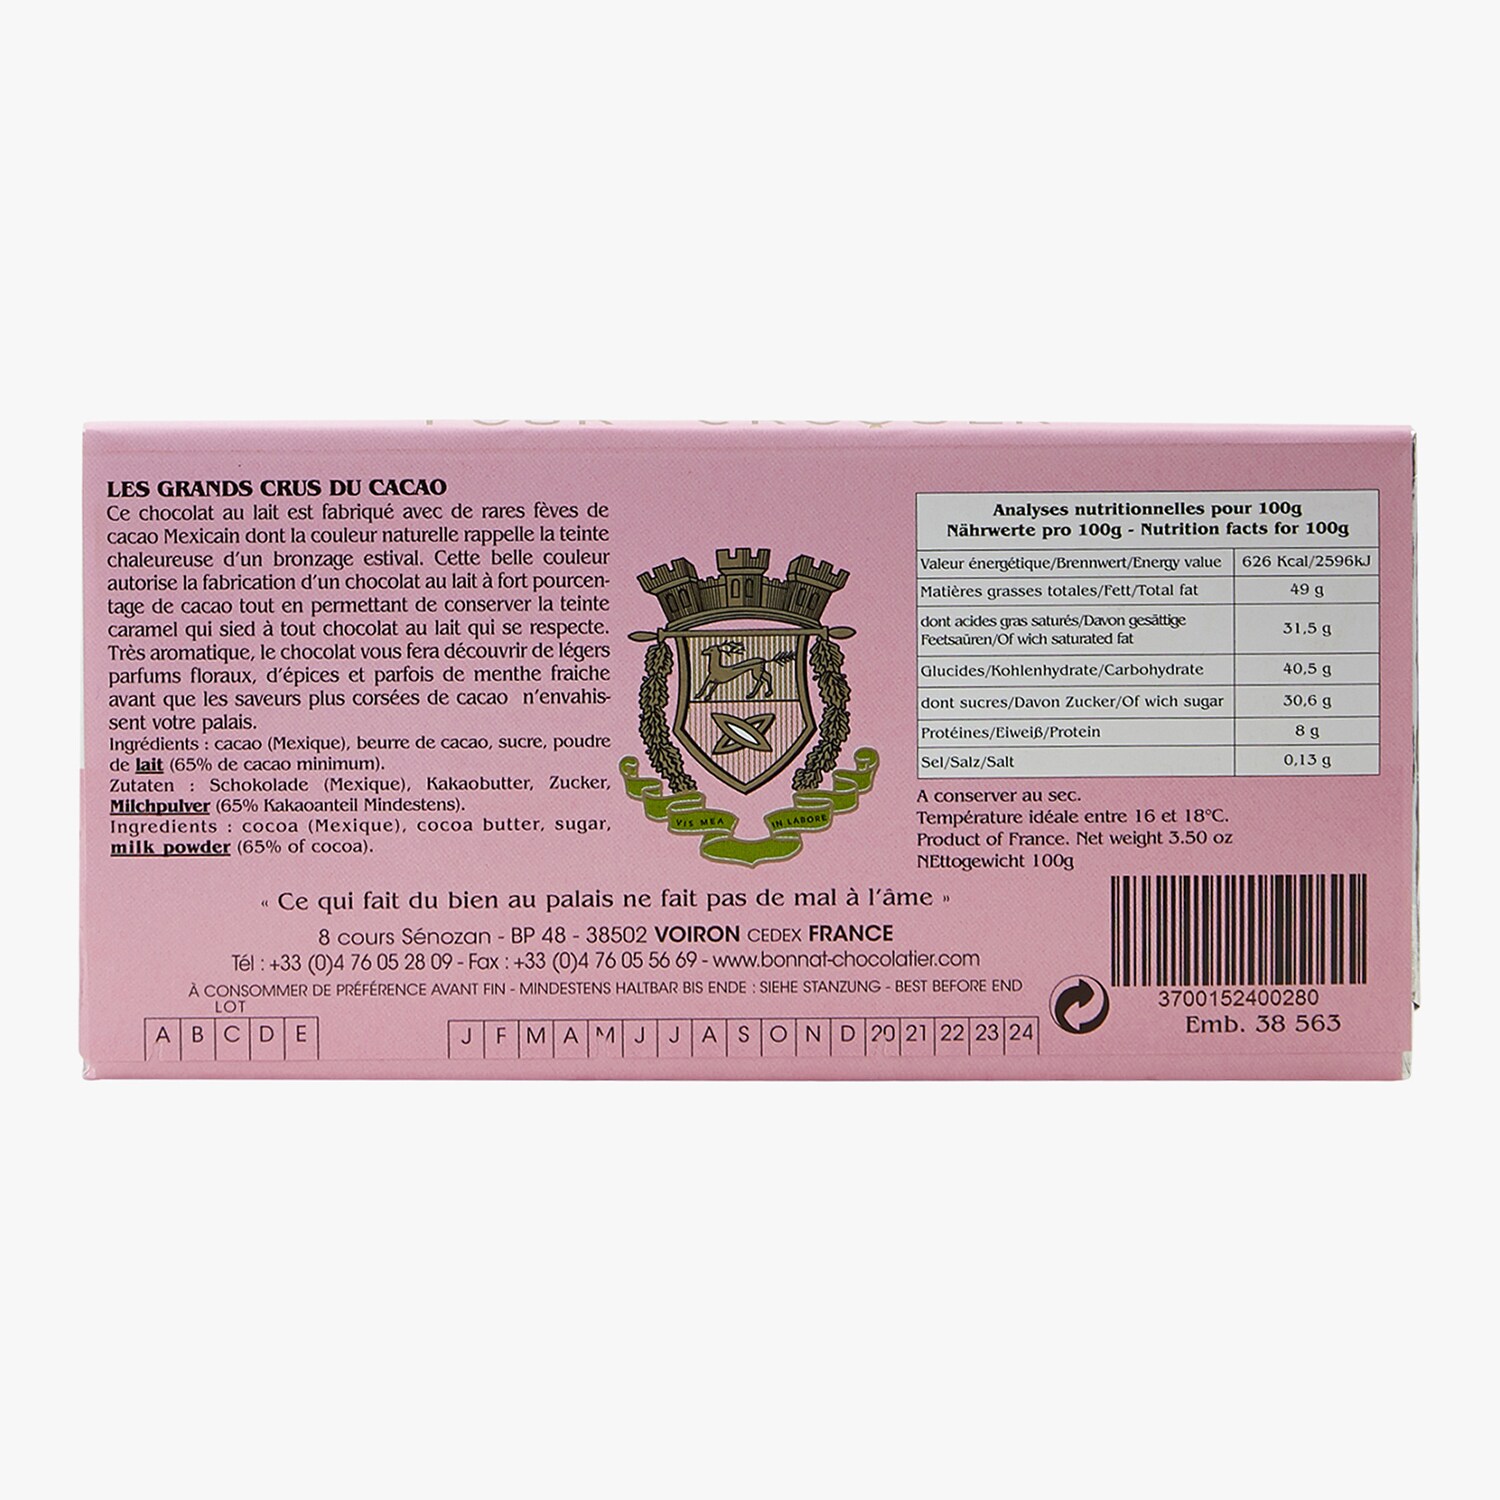 LES GRANDS CRUS DU CACAO
Ce chocolat au lait est fabriqué avec de rares fèves de
cacao Mexicain dont la couleur naturelle rappelle la teinte
chaleureuse d'un bronzage estival. Cette belle couleur
autorise la fabrication d'un chocolat au lait à fort pourcen-
tage de cacao tout en permettant de conserver la teinte
caramel qui sied à tout chocolat au lait qui se respecte.
Très aromatique, le chocolat vous fera découvrir de légers
parfums floraux, d'épices et parfois de menthe fraiche
avant que les saveurs plus corsées de cacao n'envahis-
sent votre palais.
Ingrédients : cacao (Mexique), beurre de cacao, sucre, poudre
de lait (65% de cacao minimum).
Zutaten : Schokolade (Mexique), Kakaobutter, Zucker,
Milchpulver (65% Kakaoanteil Mindestens).
Ingredients : cocoa (Mexique), cocoa butter, sugar,
milk powder (65% of cocoa).
VIS MEA IN LABORE
Analyses nutritionnelles pour 100g
Nährwerte pro 100g - Nutrition facts for 100g
Valeur énergétique/Brennwert/Energy value 626 Kcal/2596kJ
Matières grasses totales/Fett/Total fat 49 g
dont acides gras saturés/Davon gesättige
Feetsaüren/Of wich saturated fat 31,5 g
Glucides/Kohlenhydrate/Carbohydrate 40,5 g
dont sucres/Davon Zucker/Of wich sugar 30,6 g
Protéines/Eiweiß/Protein 8 g
Sel/Salz/Salt 0,13 g
A conserver au sec.
Température idéale entre 16 et 18°C.
Product of France. Net weight 3.50 oz
NEttogewicht 100g
« Ce qui fait du bien au palais ne fait pas de mal à l'âme »
8 cours Sénozan - BP 48 - 38502 VOIRON CEDEX FRANCE
Tél : +33 (0)4 76 05 28 09 - Fax : +33 (0)4 76 05 56 69 - www.bonnat-chocolatier.com
À CONSOMMER DE PRÉFÉRENCE AVANT FIN - MINDESTENS HALTBAR BIS ENDE : SIEHE STANZUNG - BEST BEFORE END
LOT
A B C D E
J F M A M J J A S O N D 20 21 22 23 24
3700152400280
Emb. 38 563